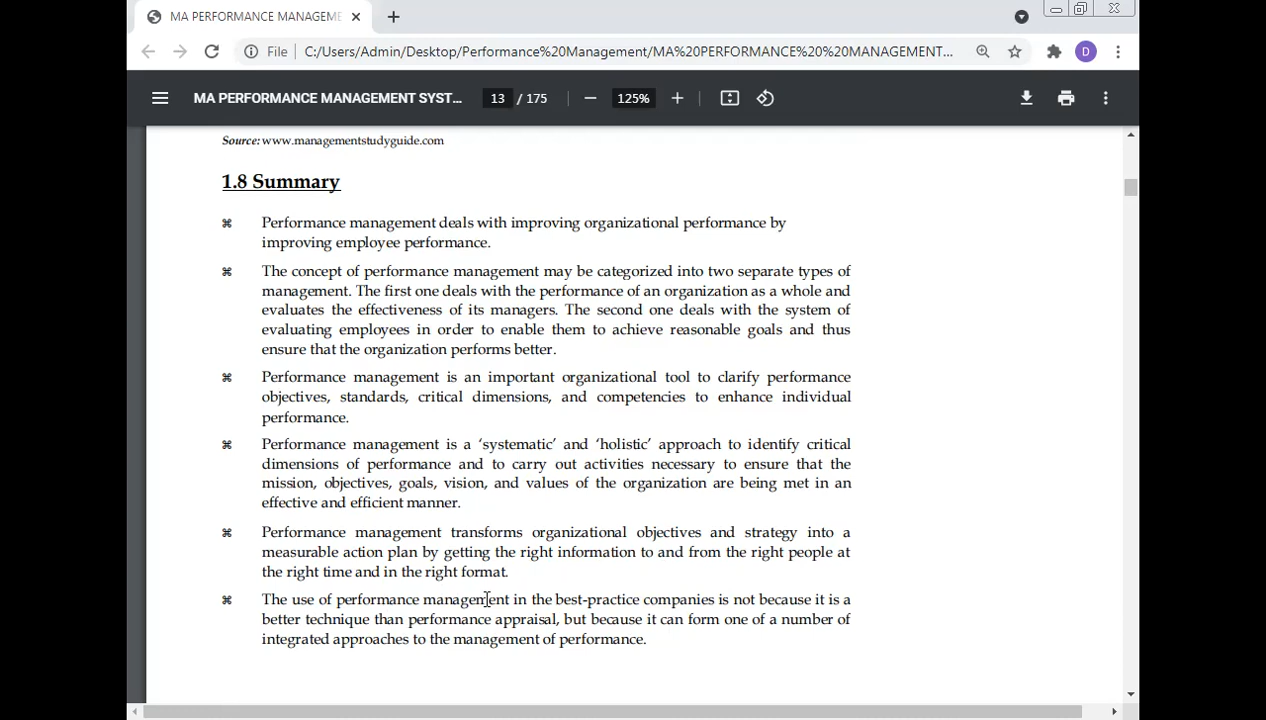 MA PERFORMANCE MANAGEME
File C:/Users/Admin/Desktop/Performance%20Management/MA%20PERFORMANCE%20%20MANAGEMENT... D
MA PERFORMANCE MANAGEMENT SYST... 13 / 175 125%
Source: www.managementstudyguide.com
1.8 Summary
⌘ Performance management deals with improving organizational performance by
improving employee performance.
⌘ The concept of performance management may be categorized into two separate types of
management. The first one deals with the performance of an organization as a whole and
evaluates the effectiveness of its managers. The second one deals with the system of
evaluating employees in order to enable them to achieve reasonable goals and thus
ensure that the organization performs better.
⌘ Performance management is an important organizational tool to clarify performance
objectives, standards, critical dimensions, and competencies to enhance individual
performance.
⌘ Performance management is a ‘systematic’ and ‘holistic’ approach to identify critical
dimensions of performance and to carry out activities necessary to ensure that the
mission, objectives, goals, vision, and values of the organization are being met in an
effective and efficient manner.
⌘ Performance management transforms organizational objectives and strategy into a
measurable action plan by getting the right information to and from the right people at
the right time and in the right format.
⌘ The use of performance management in the best-practice companies is not because it is a
better technique than performance appraisal, but because it can form one of a number of
integrated approaches to the management of performance.